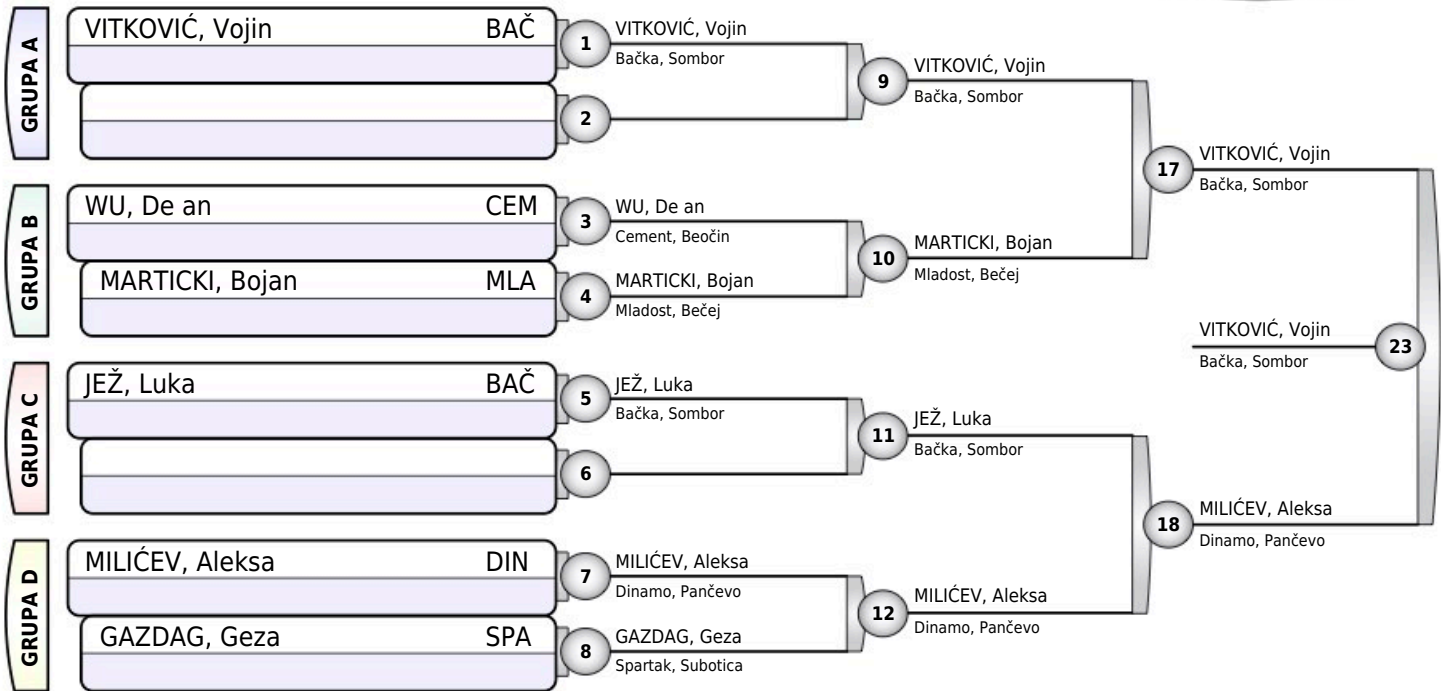 GRUPA A
VITKOVIĆ, Vojin BAČ
1
VITKOVIĆ, Vojin
Bačka, Sombor
2
9
VITKOVIĆ, Vojin
Bačka, Sombor
GRUPA B
WU, De an CEM
3
WU, De an
Cement, Beočin
MARTICKI, Bojan MLA
4
MARTICKI, Bojan
Mladost, Bečej
10
MARTICKI, Bojan
Mladost, Bečej
17
VITKOVIĆ, Vojin
Bačka, Sombor
GRUPA C
JEŽ, Luka BAČ
5
JEŽ, Luka
Bačka, Sombor
6
11
JEŽ, Luka
Bačka, Sombor
GRUPA D
MILIĆEV, Aleksa DIN
7
MILIĆEV, Aleksa
Dinamo, Pančevo
GAZDAG, Geza SPA
8
GAZDAG, Geza
Spartak, Subotica
12
MILIĆEV, Aleksa
Dinamo, Pančevo
18
MILIĆEV, Aleksa
Dinamo, Pančevo
VITKOVIĆ, Vojin
Bačka, Sombor
23